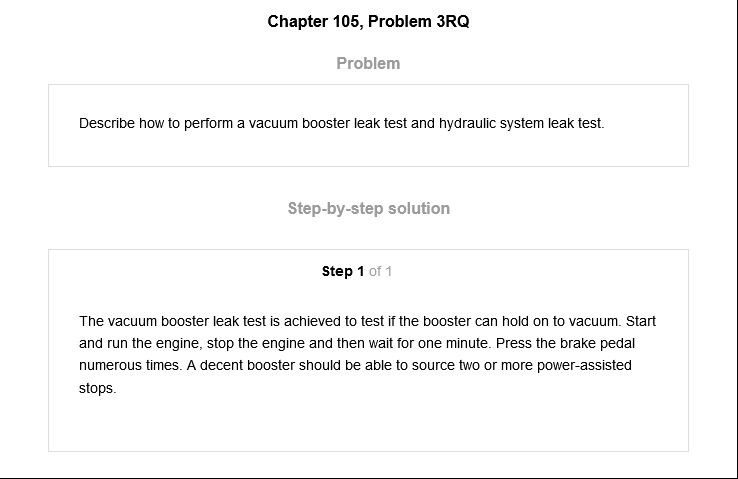 Chapter 105, Problem 3RQ
Problem
Describe how to perform a vacuum booster leak test and hydraulic system leak test.
Step-by-step solution
Step 1 of 1
The vacuum booster leak test is achieved to test if the booster can hold on to vacuum. Start
and run the engine, stop the engine and then wait for one minute. Press the brake pedal
numerous times. A decent booster should be able to source two or more power-assisted
stops.